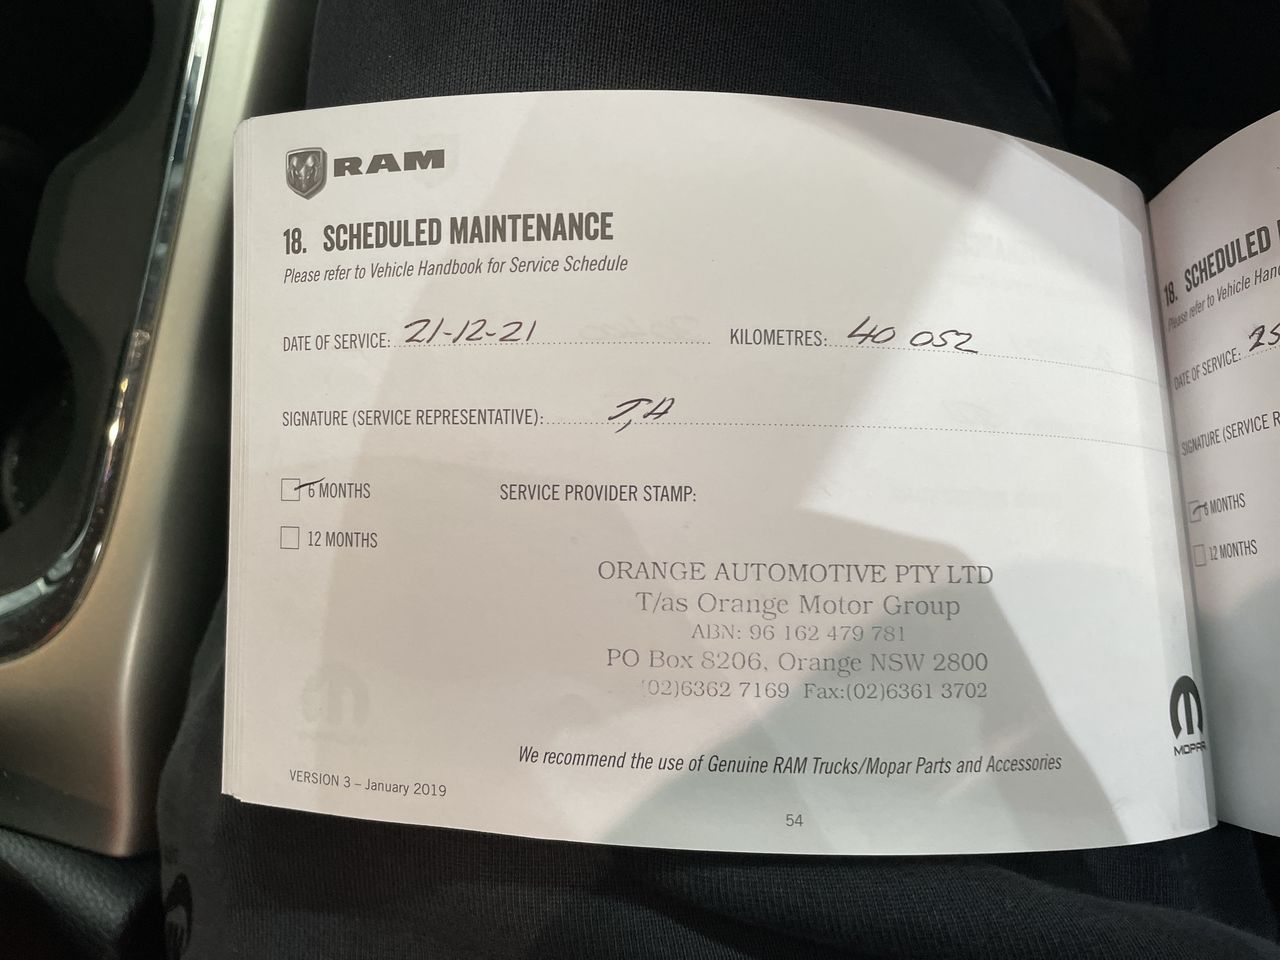 RAM
18. SCHEDULED MAINTENANCE
Please refer to Vehicle Handbook for Service Schedule
DATE OF SERVICE: 21-12-21 KILOMETRES: 40 052
SIGNATURE (SERVICE REPRESENTATIVE):
6 MONTHS
SERVICE PROVIDER STAMP:
12 MONTHS
ORANGE AUTOMOTIVE PTY LTD
T/as Orange Motor Group
ABN: 96 162 479 781
PO Box 8206, Orange NSW 2800
(02)6362 7169 Fax:(02)6361 3702
We recommend the use of Genuine RAM Trucks/Mopar Parts and Accessories
VERSION 3 – January 2019
54
MOPAR
18. SCHEDULED
Please refer to Vehicle
DATE OF SERVICE: 25
SIGNATURE (SERVICE
6 MONTHS
12 MONTHS